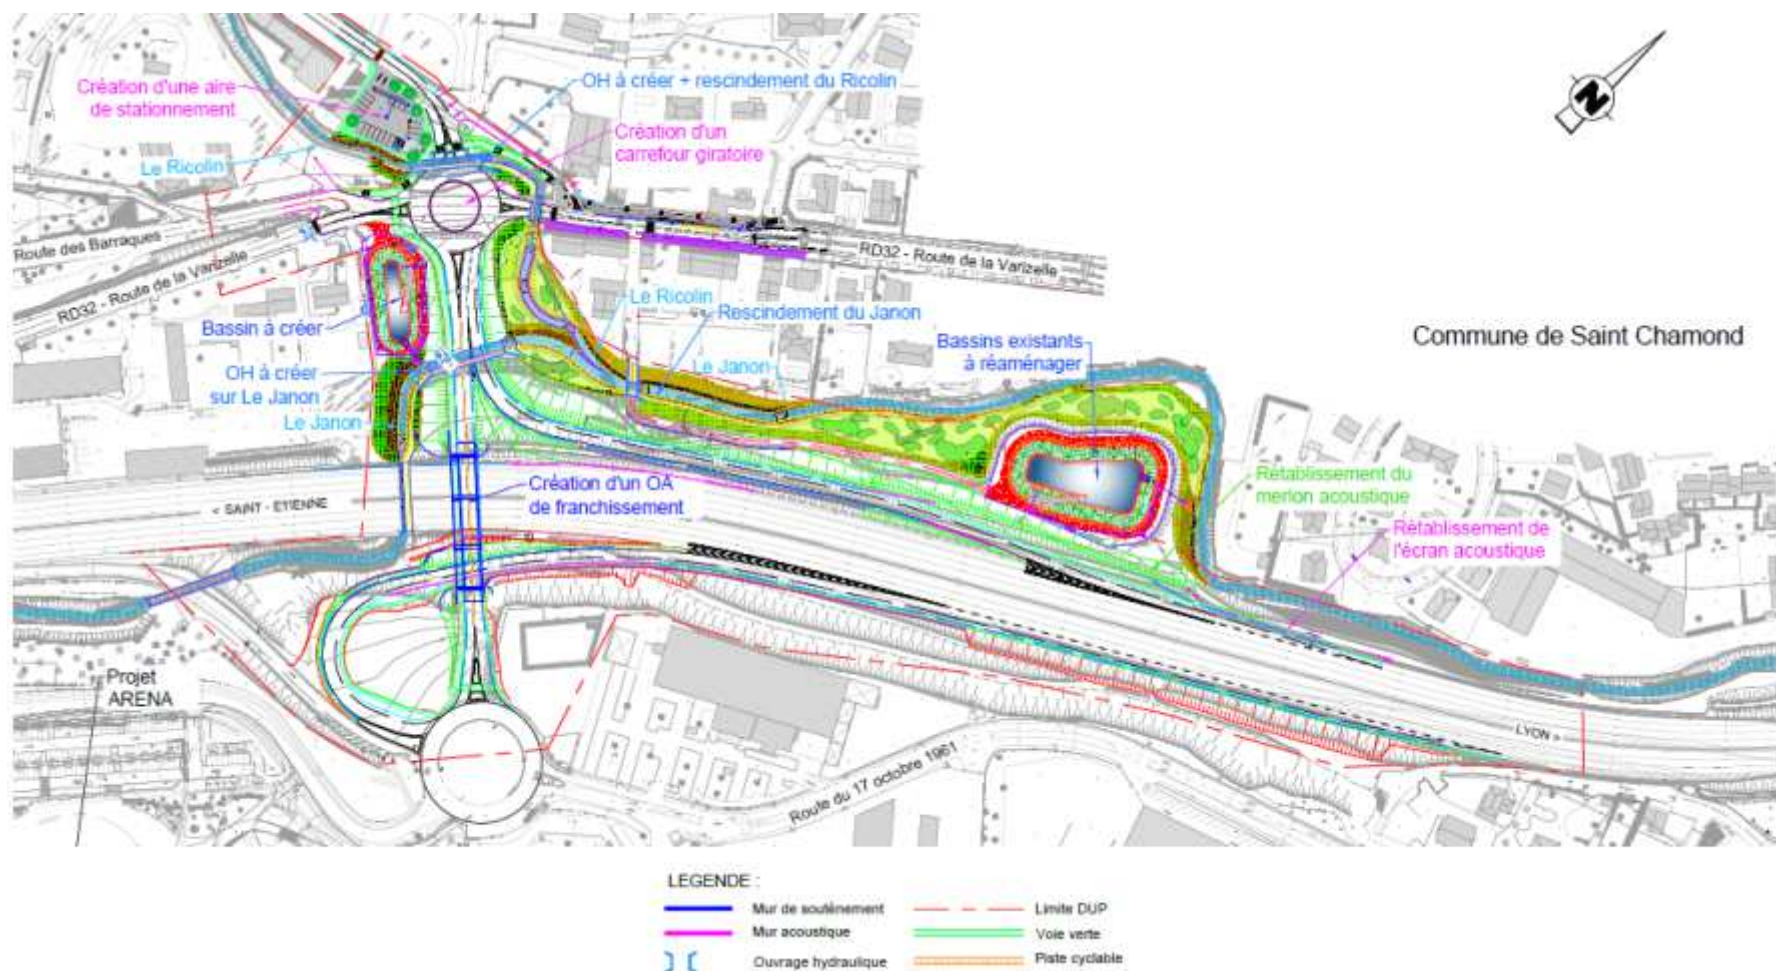 Création d'une aire
de stationnement
OH à créer + rescindement du Ricolin
Création d'un
carrefour giratoire
Le Ricolin
N
Route des Barraques
RD32 - Route de la Varizelle
RD32 - Route de la Varizelle
Le Ricolin
Rescindement du Janon
Bassin à créer
Bassins existants
à réaménager
Commune de Saint Chamond
OH à créer
sur Le Janon
Le Janon
Le Janon
Création d'un OA
de franchissement
< SAINT - ETIENNE
Rétablissement du
merlon acoustique
Rétablissement de
l'écran acoustique
Projet
ARENA
LYON >
Route du 17 octobre 1961
LEGENDE :
Mur de soutènement
Limite DUP
Mur acoustique
Voie verte
Ouvrage hydraulique
Piste cyclable